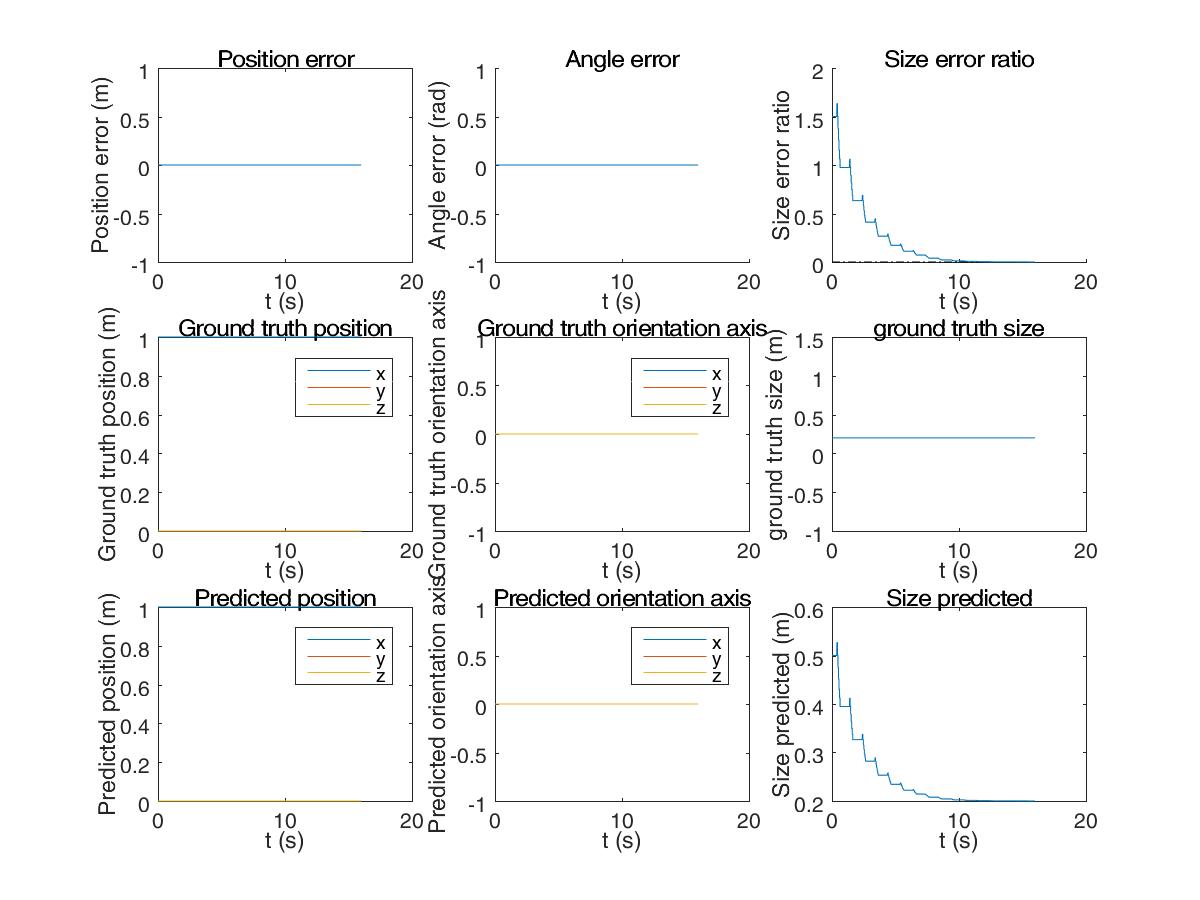 Position error
Position error (m)
1
0.5
0
-0.5
-1
0
10
20
t (s)
Angle error
Angle error (rad)
1
0.5
0
-0.5
-1
0
10
20
t (s)
Size error ratio
Size error ratio
2
1.5
1
0.5
0
0
10
20
t (s)
Ground truth position
Ground truth position (m)
1
0.8
0.6
0.4
0.2
0
x
y
z
0
10
20
t (s)
Ground truth orientation axis
Ground truth orientation axis
1
0.5
0
-0.5
-1
x
y
z
0
10
20
t (s)
ground truth size
ground truth size (m)
1.5
1
0.5
0
-0.5
-1
0
10
20
t (s)
Predicted position
Predicted position (m)
1
0.8
0.6
0.4
0.2
0
x
y
z
0
10
20
t (s)
Predicted orientation axis
Predicted orientation axis
1
0.5
0
-0.5
-1
x
y
z
0
10
20
t (s)
Size predicted
Size predicted (m)
0.6
0.5
0.4
0.3
0.2
0
10
20
t (s)